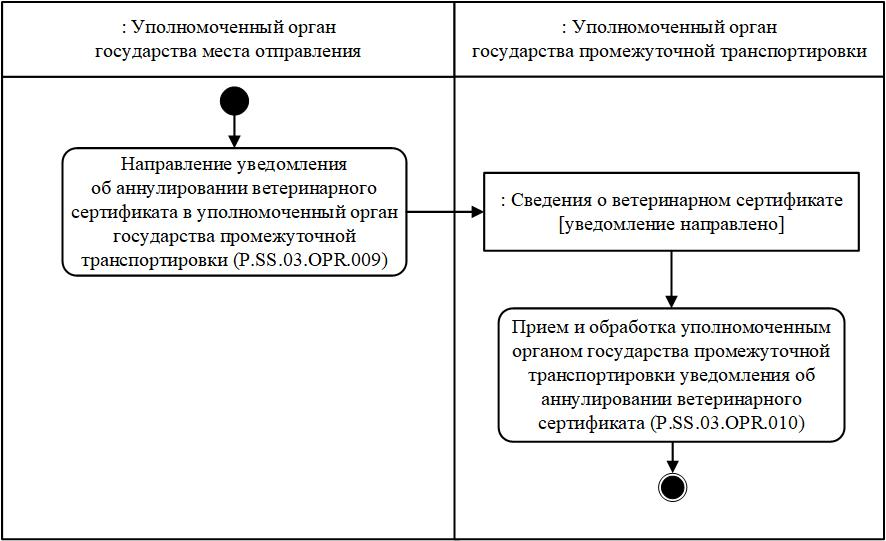 : Уполномоченный орган
государства места отправления
: Уполномоченный орган
государства промежуточной транспортировки
Направление уведомления
об аннулировании ветеринарного
сертификата в уполномоченный орган
государства промежуточной
транспортировки (P.SS.03.OPR.009)
: Сведения о ветеринарном сертификате
[уведомление направлено]
Прием и обработка уполномоченным
органом государства промежуточной
транспортировки уведомления об
аннулировании ветеринарного
сертификата (P.SS.03.OPR.010)